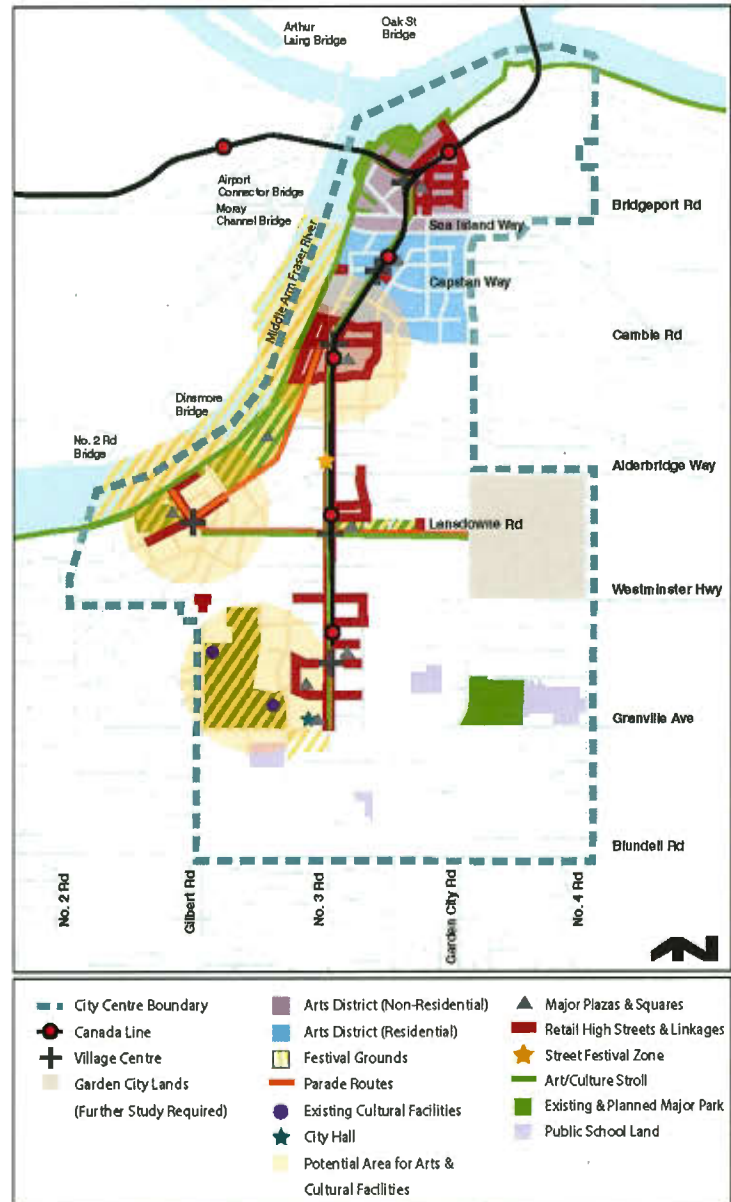 Arthur
Laing Bridge
Oak St
Bridge
Airport
Connector Bridge
Moray
Channel Bridge
Bridgeport Rd
Sea Island Way
Middle Arm Fraser River
Capstan Way
Cambie Rd
Dinsmore
Bridge
No. 2 Rd
Bridge
Alderbridge Way
Lansdowne Rd
Westminster Hwy
Granville Ave
Blundell Rd
No. 2 Rd
Gilbert Rd
No. 3 Rd
Garden City Rd
No. 4 Rd
N
City Centre Boundary
Canada Line
Village Centre
Garden City Lands
(Further Study Required)
Arts District (Non-Residential)
Arts District (Residential)
Festival Grounds
Parade Routes
Existing Cultural Facilities
City Hall
Potential Area for Arts &
Cultural Facilities
Major Plazas & Squares
Retail High Streets & Linkages
Street Festival Zone
Art/Culture Stroll
Existing & Planned Major Park
Public School Land